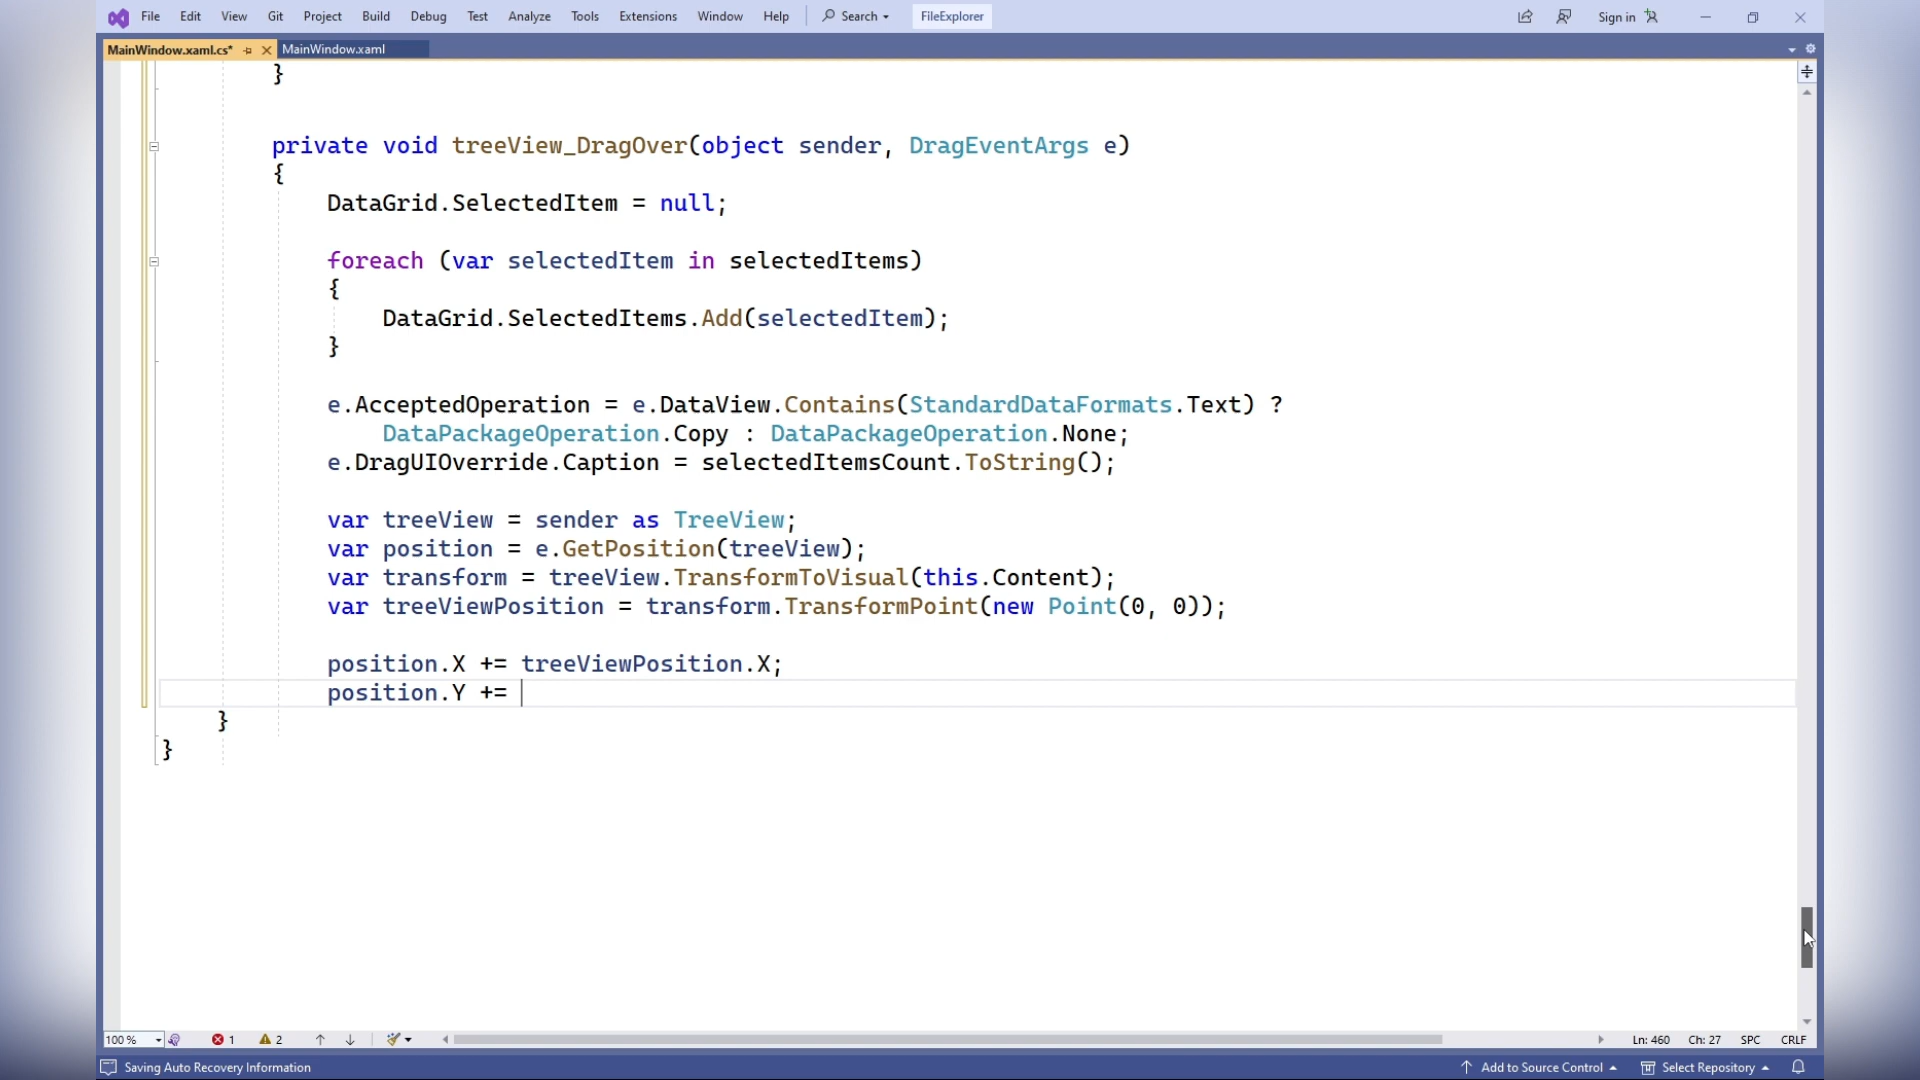 File Edit View Git Project Build Debug Test Analyze Tools Extensions Window Help Search FileExplorer Sign in
MainWindow.xaml.cs* MainWindow.xaml
}
private void treeView_DragOver(object sender, DragEventArgs e)
{
DataGrid.SelectedItem = null;
foreach (var selectedItem in selectedItems)
{
DataGrid.SelectedItems.Add(selectedItem);
}
e.AcceptedOperation = e.DataView.Contains(StandardDataFormats.Text) ?
DataPackageOperation.Copy : DataPackageOperation.None;
e.DragUIOverride.Caption = selectedItemsCount.ToString();
var treeView = sender as TreeView;
var position = e.GetPosition(treeView);
var transform = treeView.TransformToVisual(this.Content);
var treeViewPosition = transform.TransformPoint(new Point(0, 0));
position.X += treeViewPosition.X;
position.Y +=
}
}
100 % 1 2 Ln: 460 Ch: 27 SPC CRLF
Saving Auto Recovery Information Add to Source Control Select Repository